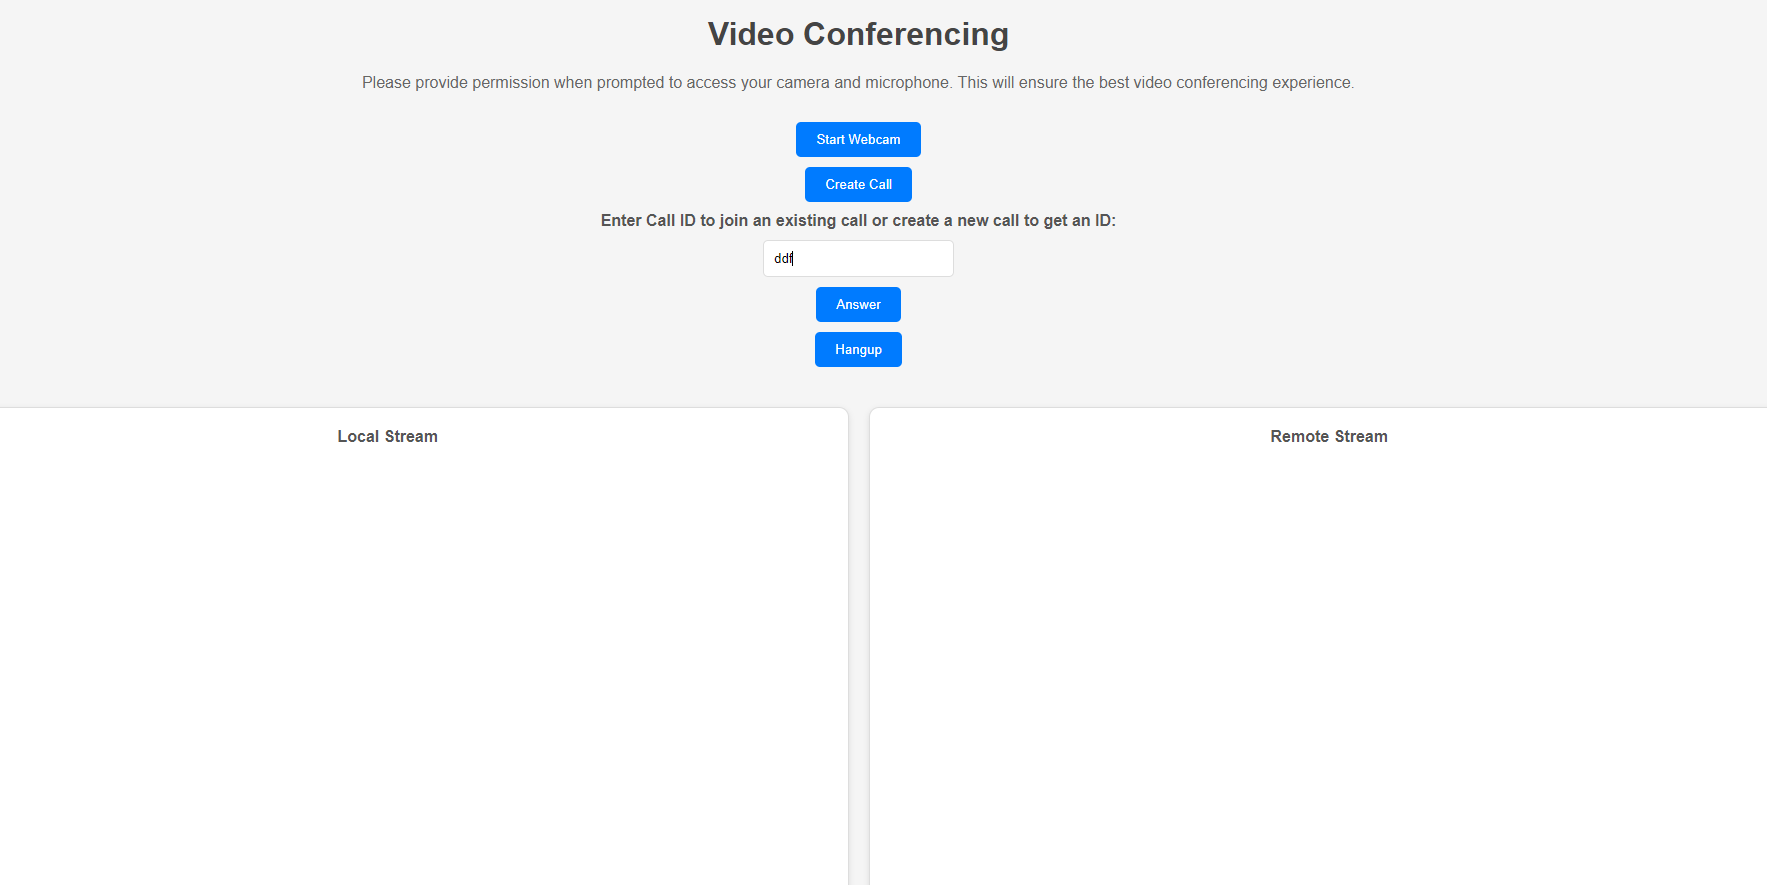 Video Conferencing
Please provide permission when prompted to access your camera and microphone. This will ensure the best video conferencing experience.
Start Webcam
Create Call
Enter Call ID to join an existing call or create a new call to get an ID:
ddf
Answer
Hangup
Local Stream
Remote Stream